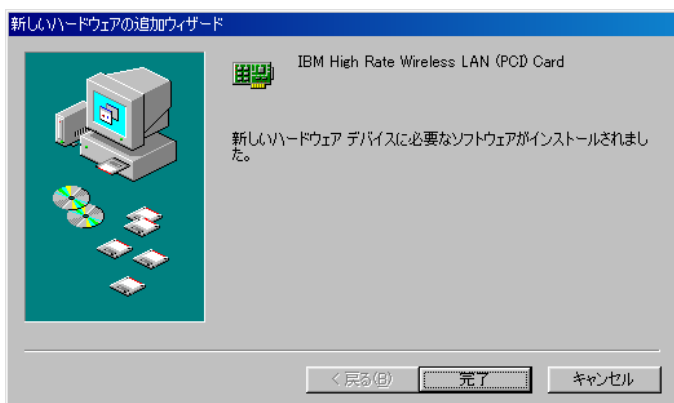 新しいハードウェアの追加ウィザード
IBM High Rate Wireless LAN (PCI) Card
新しいハードウェア デバイスに必要なソフトウェアがインストールされまし
た。
< 戻る(B)
完了
キャンセル